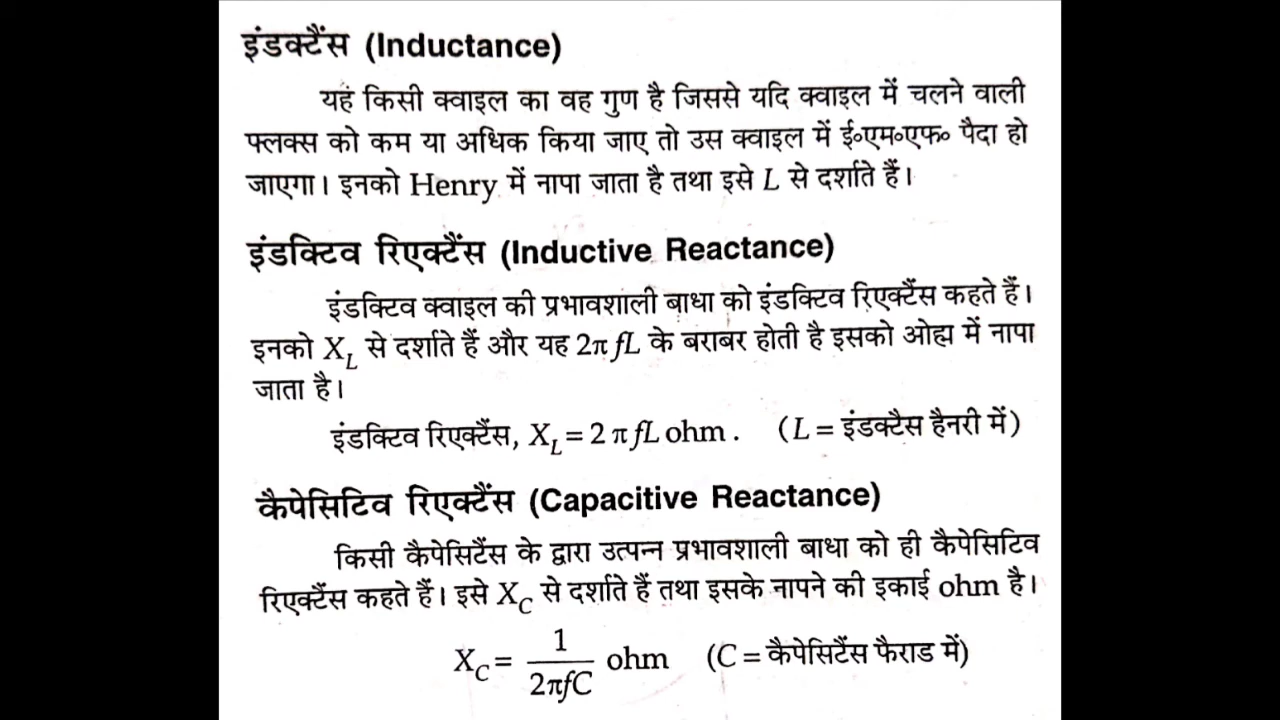 इंडक्टैंस (Inductance)
यह किसी क्वाइल का वह गुण है जिससे यदि क्वाइल में चलने वाली
फ्लक्स को कम या अधिक किया जाए तो उस क्वाइल में ई॰एम॰एफ॰ पैदा हो
जाएगा। इनको Henry में नापा जाता है तथा इसे L से दर्शाते हैं।
इंडक्टिव रिएक्टैंस (Inductive Reactance)
इंडक्टिव क्वाइल की प्रभावशाली बाधा को इंडक्टिव रिएक्टैंस कहते हैं।
इनको X_L से दर्शाते हैं और यह 2π fL के बराबर होती है इसको ओह्म में नापा
जाता है।
इंडक्टिव रिएक्टैंस, X_L = 2 π fL ohm. (L = इंडक्टैस हैनरी में)
कैपेसिटिव रिएक्टैंस (Capacitive Reactance)
किसी कैपेसिटैंस के द्वारा उत्पन्न प्रभावशाली बाधा को ही कैपेसिटिव
रिएक्टैंस कहते हैं। इसे X_C से दर्शाते हैं तथा इसके नापने की इकाई ohm है।
X_C = 1/2πfC ohm (C = कैपेसिटैंस फैराड में)